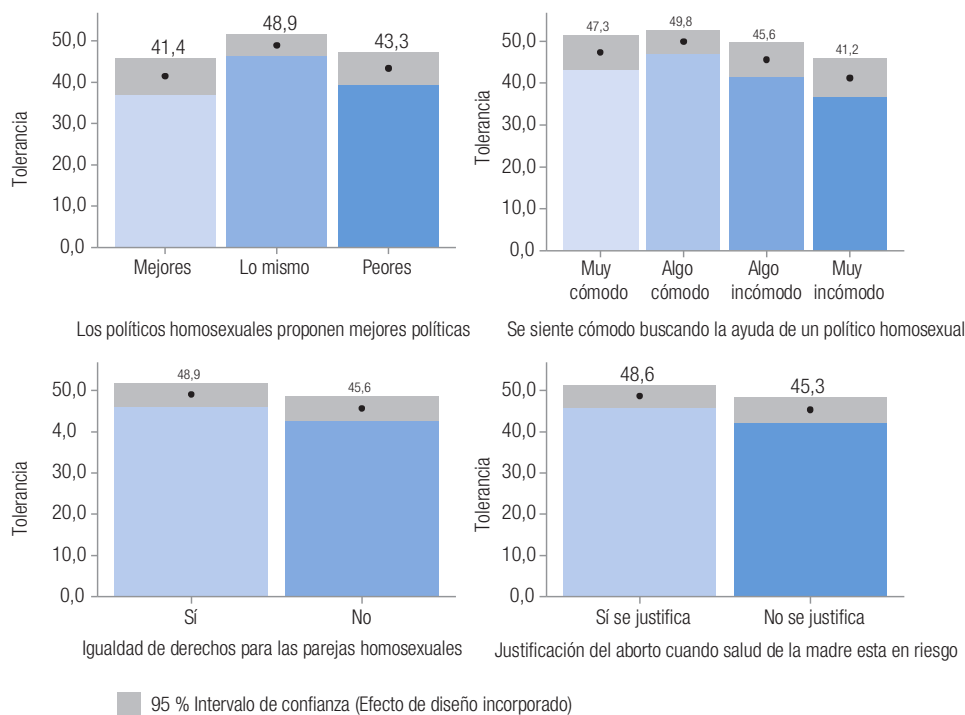 41,4
48,9
43,3
50,0
40,0
30,0
20,0
10,0
0,0
Tolerancia
Mejores
Lo mismo
Peores
Los políticos homosexuales proponen mejores políticas
47,3
49,8
45,6
41,2
50,0
40,0
30,0
20,0
10,0
0,0
Tolerancia
Muy cómodo
Algo cómodo
Algo incómodo
Muy incómodo
Se siente cómodo buscando la ayuda de un político homosexual
48,9
45,6
50,0
4,0
30,0
20,0
10,0
0,0
Tolerancia
Sí
No
Igualdad de derechos para las parejas homosexuales
48,6
45,3
50,0
40,0
30,0
20,0
10,0
0,0
Tolerancia
Sí se justifica
No se justifica
Justificación del aborto cuando salud de la madre esta en riesgo
95 % Intervalo de confianza (Efecto de diseño incorporado)